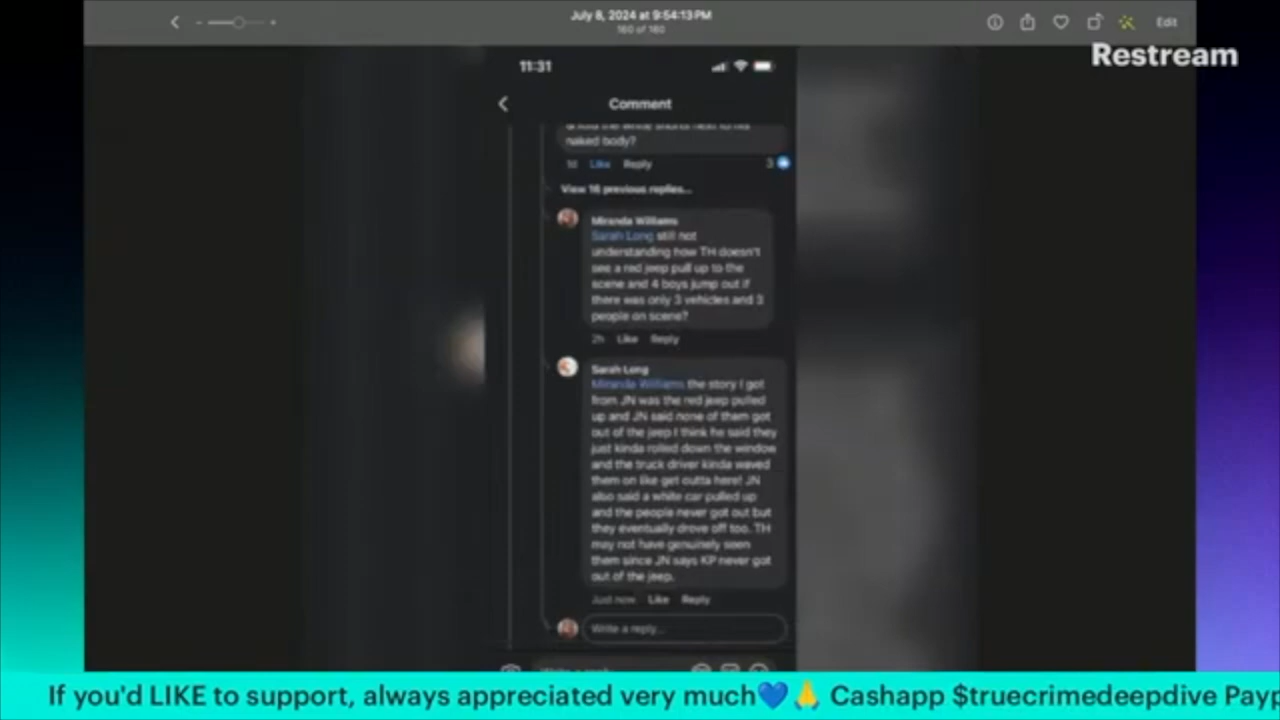 July 8, 2024 at 9:54:13 PM
160 of 160
Edit
Restream
11:31
Comment
naked body?
1d Like Reply 3
View 16 previous replies...
Miranda Williams
Sarah Long still not
understanding how TH doesn't
see a red jeep pull up to the
scene and 4 boys jump out if
there was only 3 vehicles and 3
people on scene?
2h Like Reply
Sarah Long
Miranda Williams the story I got
from JN was the red jeep pulled
up and JN said none of them got
out of the jeep I think he said they
just kinda rolled down the window
and the truck driver kinda waved
them on like get outta here! JN
also said a white car pulled up
and the people never got out but
they eventually drove off too. TH
may not have genuinely seen
them since JN says KP never got
out of the jeep.
Just now Like Reply
Write a reply...
If you'd LIKE to support, always appreciated very much💙🙏 Cashapp $truecrimedeepdive Payp